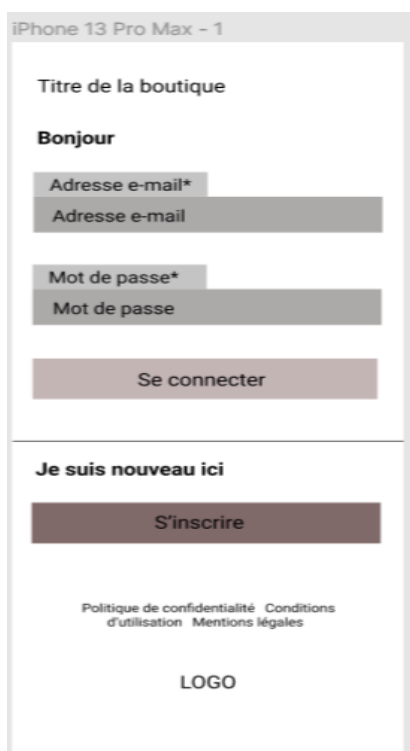 iPhone 13 Pro Max - 1
Titre de la boutique
Bonjour
Adresse e-mail*
Adresse e-mail
Mot de passe*
Mot de passe
Se connecter
Je suis nouveau ici
S'inscrire
Politique de confidentialité Conditions
d'utilisation Mentions légales
LOGO